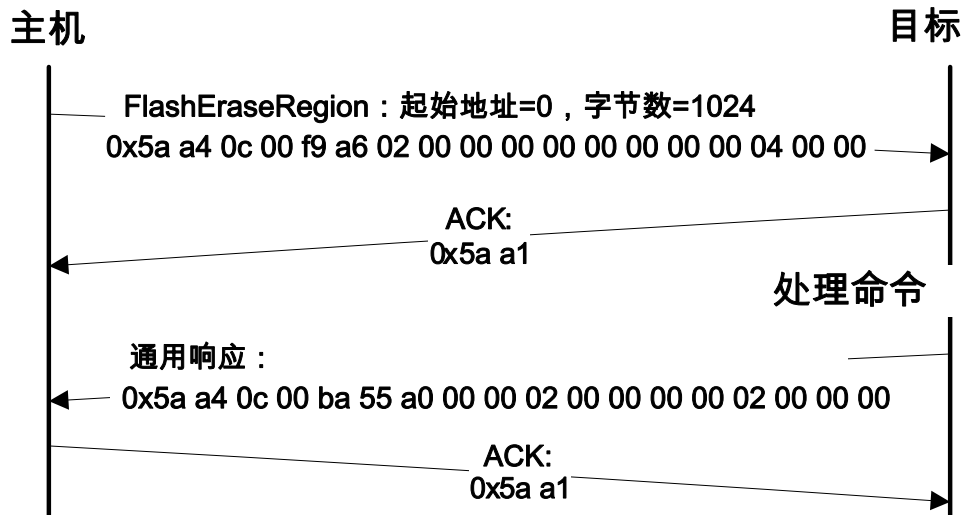 主机
目标
FlashEraseRegion：起始地址=0，字节数=1024
0x5a a4 0c 00 f9 a6 02 00 00 00 00 00 00 00 00 04 00 00
ACK:
0x5a a1
处理命令
通用响应：
0x5a a4 0c 00 ba 55 a0 00 00 02 00 00 00 00 02 00 00 00
ACK:
0x5a a1